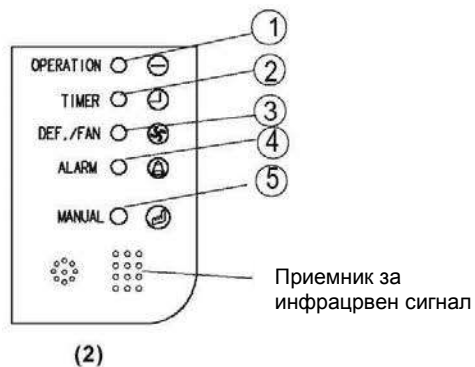 1
OPERATION
2
TIMER
3
DEF./FAN
4
ALARM
5
MANUAL
Приемник за
инфрацрвен сигнал
(2)